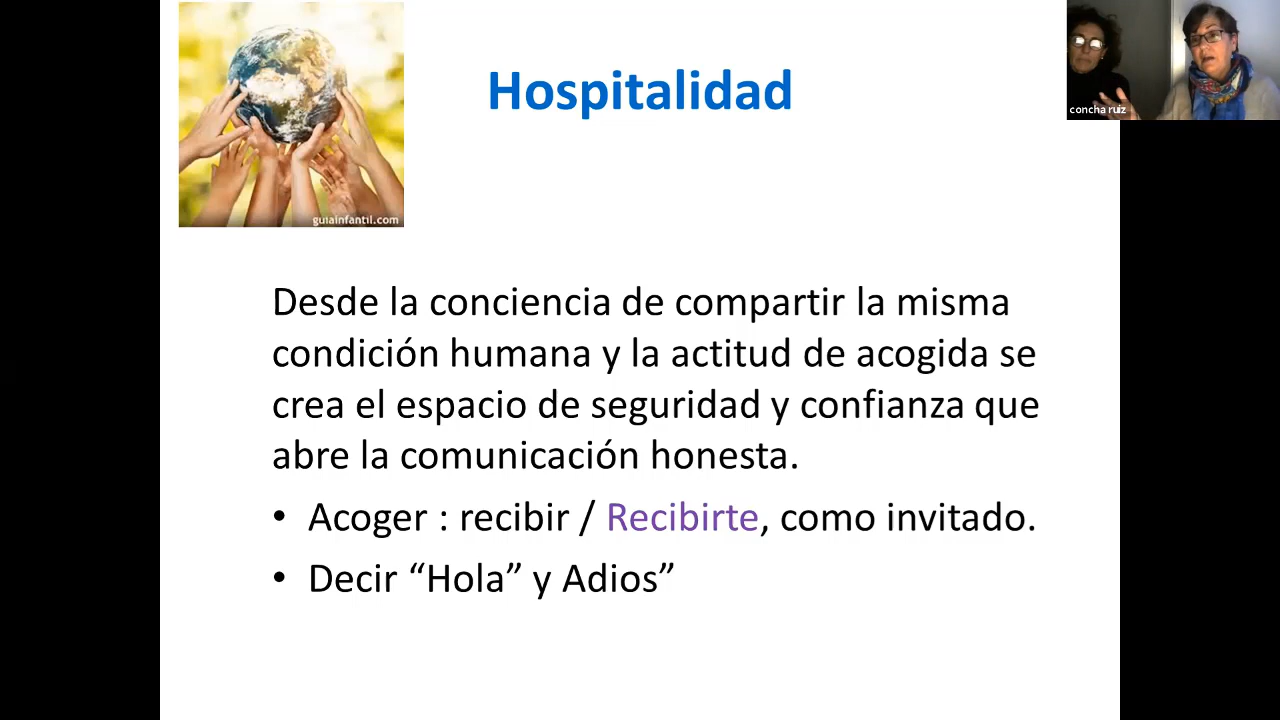 Hospitalidad
concha ruiz
guiainfantil.com
Desde la conciencia de compartir la misma
condición humana y la actitud de acogida se
crea el espacio de seguridad y confianza que
abre la comunicación honesta.
• Acoger : recibir / Recibirte, como invitado.
• Decir “Hola” y Adios”